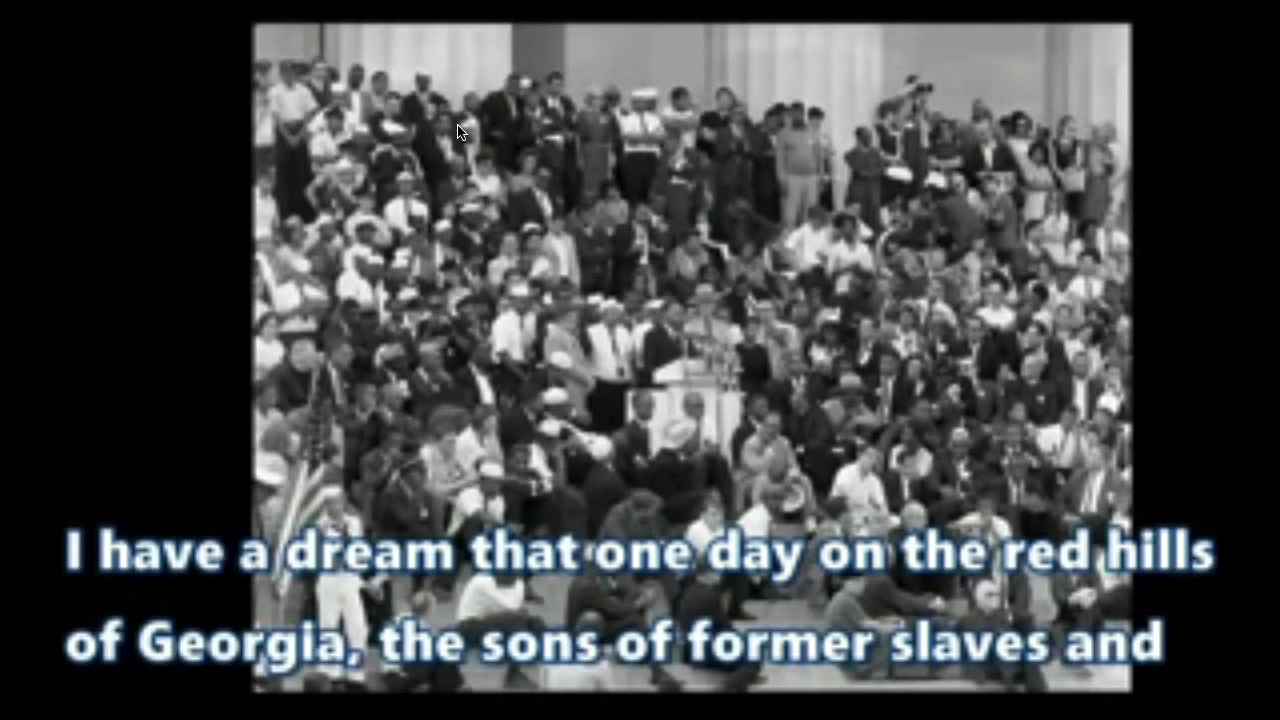 I have a dream that one day on the red hills
of Georgia, the sons of former slaves and